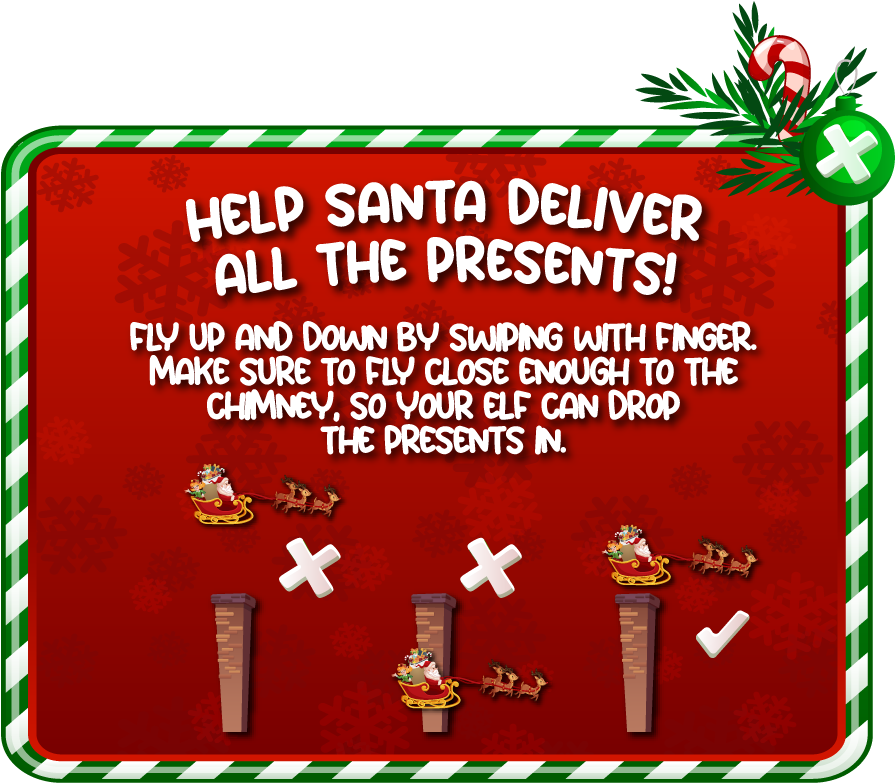 HELP SANTA DELIVER
ALL THE PRESENTS!
FLY UP AND DOWN BY SWIPING WITH FINGER.
MAKE SURE TO FLY CLOSE ENOUGH TO THE
CHIMNEY, SO YOUR ELF CAN DROP
THE PRESENTS IN.